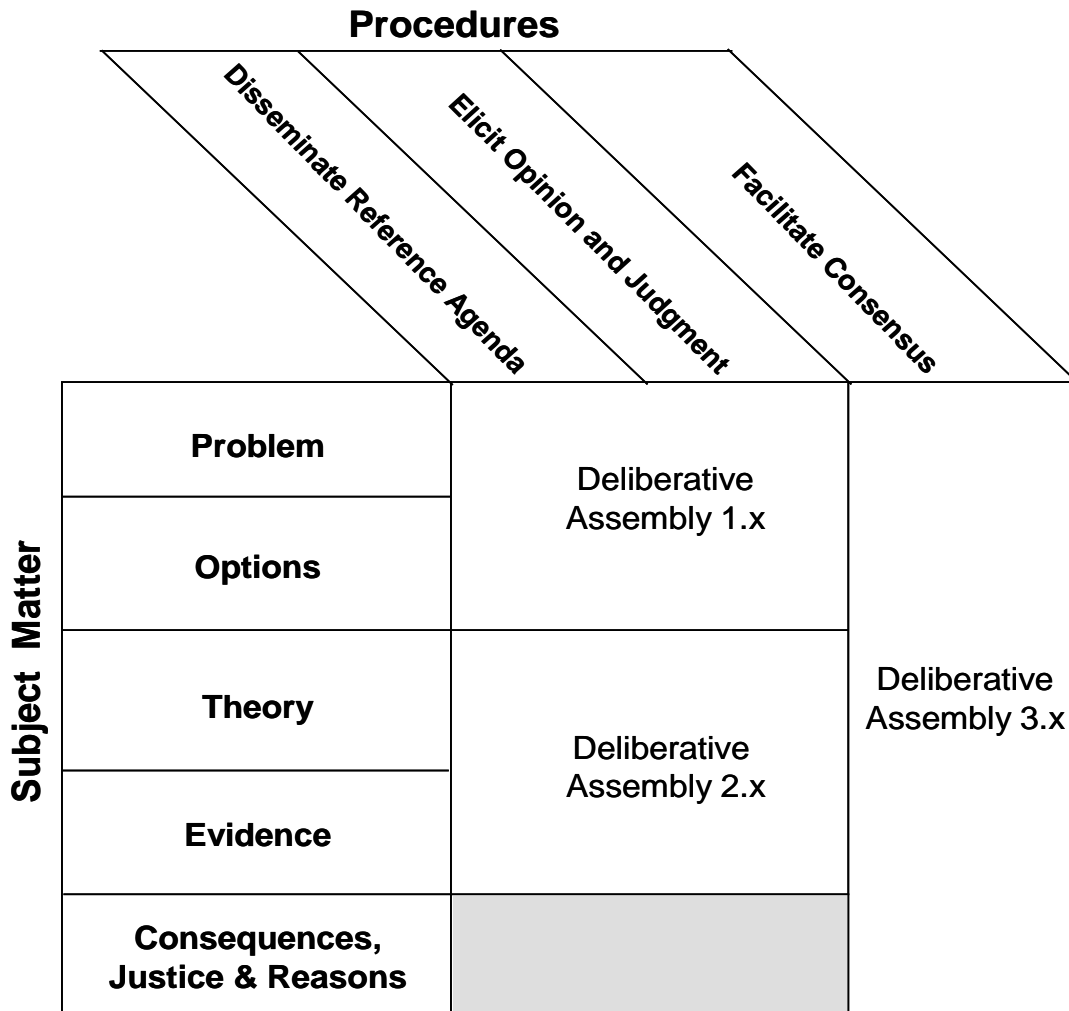 Procedures
Disseminate Reference Agenda
Elicit Opinion and Judgment
Facilitate Consensus
Subject Matter
Problem
Options
Theory
Evidence
Consequences,
Justice & Reasons
Deliberative
Assembly 1.x
Deliberative
Assembly 2.x
Deliberative
Assembly 3.x